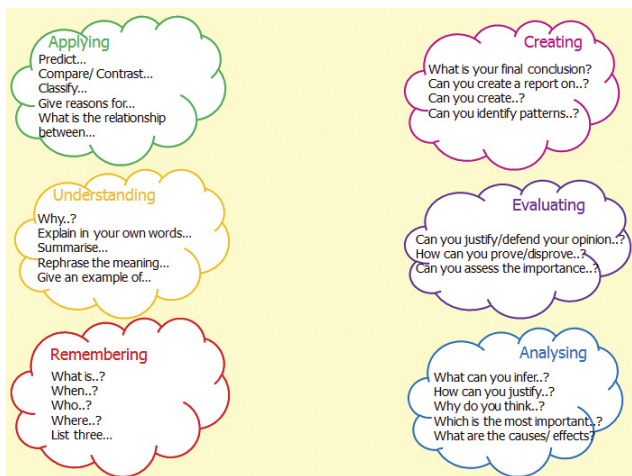 Applying
Predict...
Compare/ Contrast...
Classify...
Give reasons for...
What is the relationship
between...
Understanding
Why..?
Explain in your own words...
Summarise...
Rephrase the meaning...
Give an example of...
Remembering
What is..?
When..?
Who..?
Where..?
List three...
Creating
What is your final conclusion?
Can you create a report on..?
Can you create..?
Can you identify patterns..?
Evaluating
Can you justify/defend your opinion..?
How can you prove/disprove..?
Can you assess the importance..?
Analysing
What can you infer..?
How can you justify..?
Why do you think..?
Which is the most important..?
What are the causes/ effects?